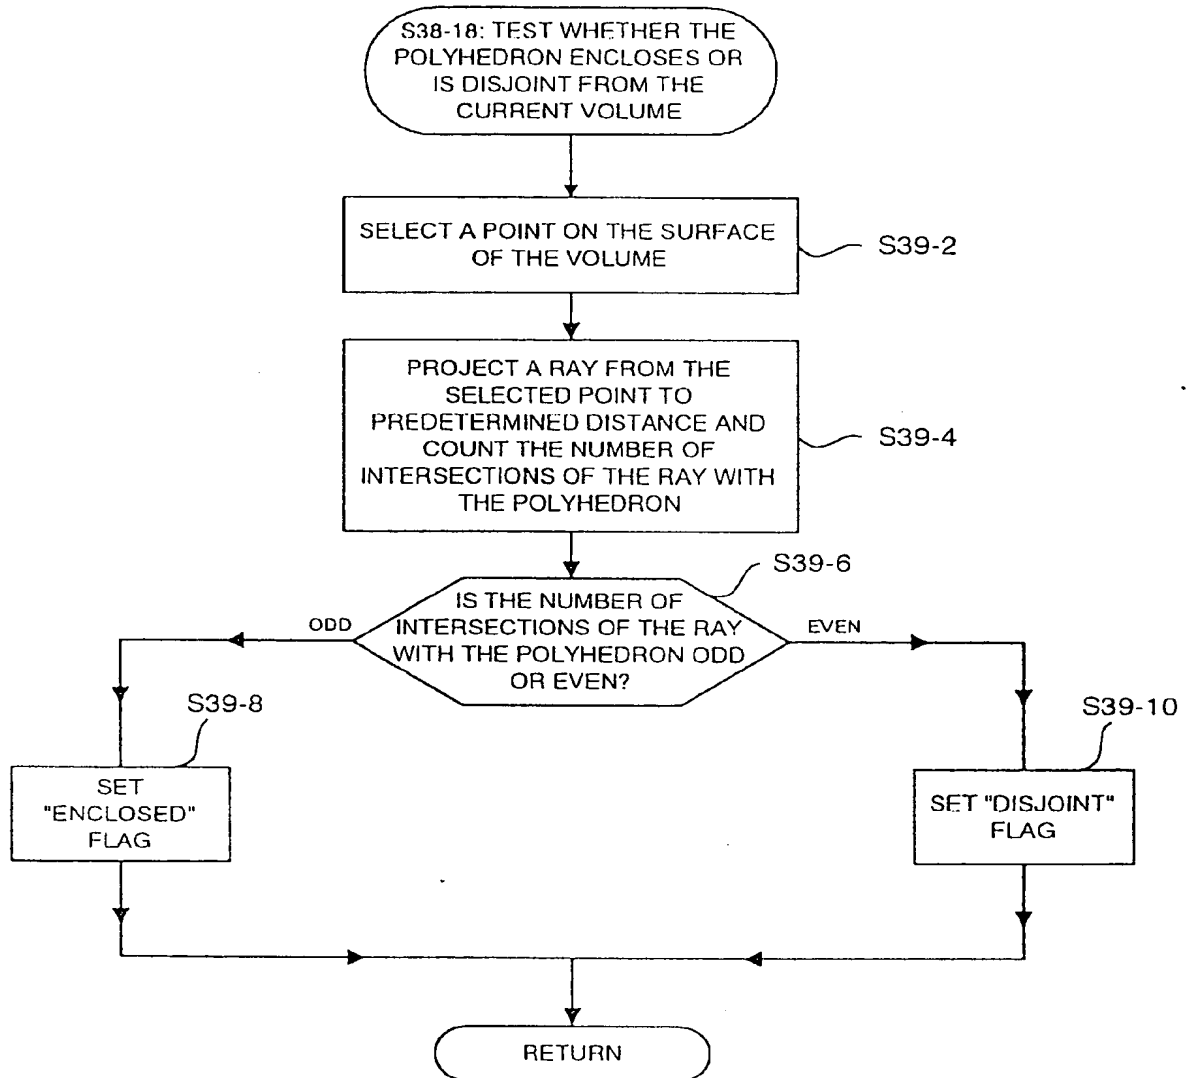 S38-18: TEST WHETHER THE
POLYHEDRON ENCLOSES OR
IS DISJOINT FROM THE
CURRENT VOLUME
SELECT A POINT ON THE SURFACE
OF THE VOLUME
S39-2
PROJECT A RAY FROM THE
SELECTED POINT TO
PREDETERMINED DISTANCE AND
COUNT THE NUMBER OF
INTERSECTIONS OF THE RAY WITH
THE POLYHEDRON
S39-4
S39-6
IS THE NUMBER OF
INTERSECTIONS OF THE RAY
WITH THE POLYHEDRON ODD
OR EVEN?
ODD
EVEN
S39-8
SET
"ENCLOSED"
FLAG
S39-10
SET "DISJOINT"
FLAG
RETURN